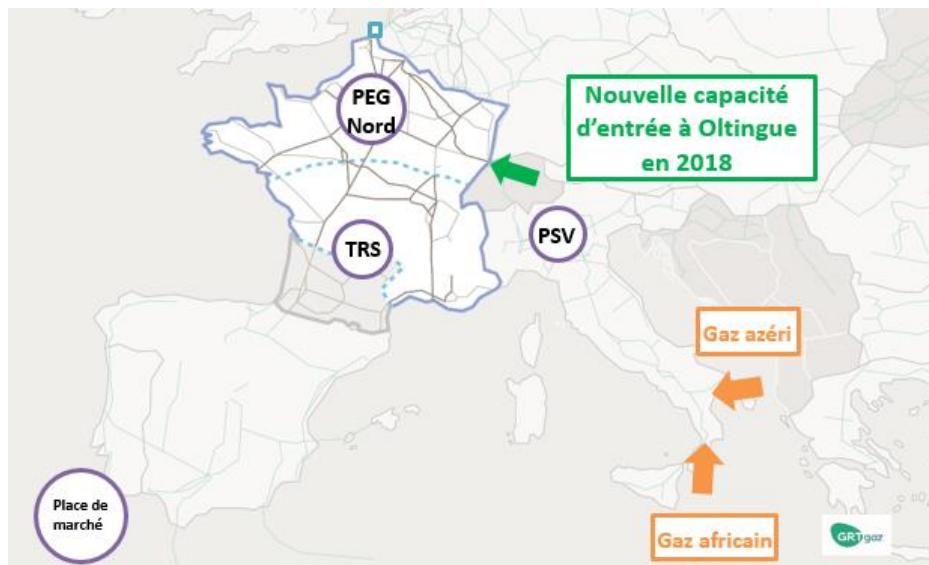 PEG
Nord
Nouvelle capacité
d'entrée à Oltingue
en 2018
TRS
PSV
Gaz azéri
Place de
marché
Gaz africain
GRTgaz